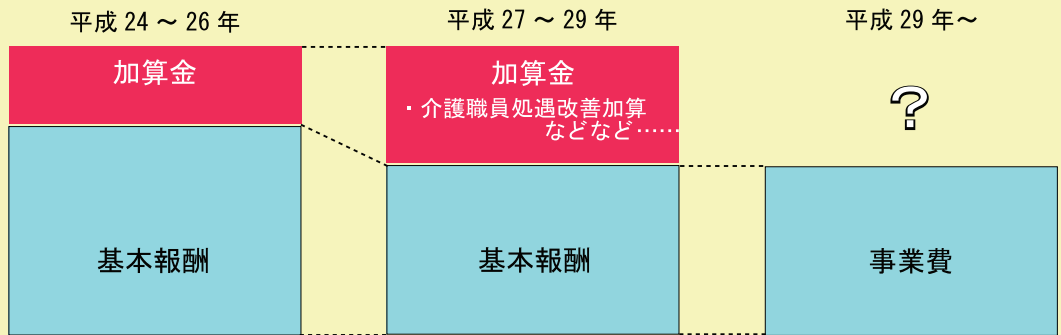 平成 24 ～ 26 年
平成 27 ～ 29 年
平成 29 年～
加算金
加算金
・介護職員処遇改善加算
などなど……
?
基本報酬
基本報酬
事業費